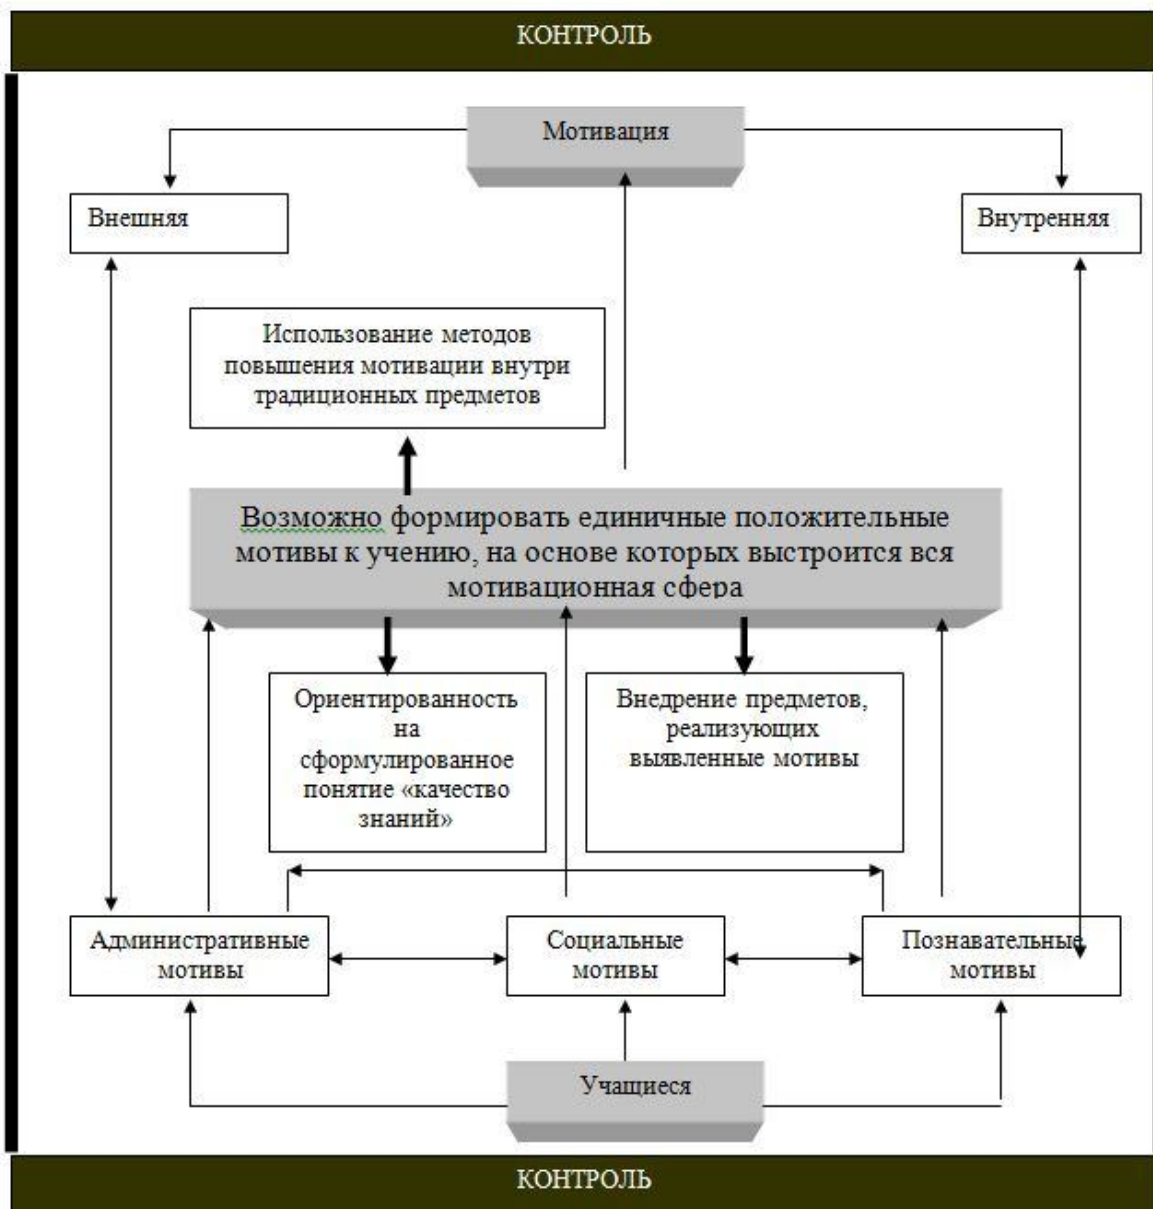 КОНТРОЛЬ
Мотивация
Внешняя
Внутренняя
Использование методов
повышения мотивации внутри
традиционных предметов
Возможно формировать единичные положительные
мотивы к учению, на основе которых выстроится вся
мотивационная сфера
Ориентированность
на
сформулированное
понятие «качество
знаний»
Внедрение предметов,
реализующих
выявленные мотивы
Административные
мотивы
Социальные
мотивы
Познавательные
мотивы
Учащиеся
КОНТРОЛЬ